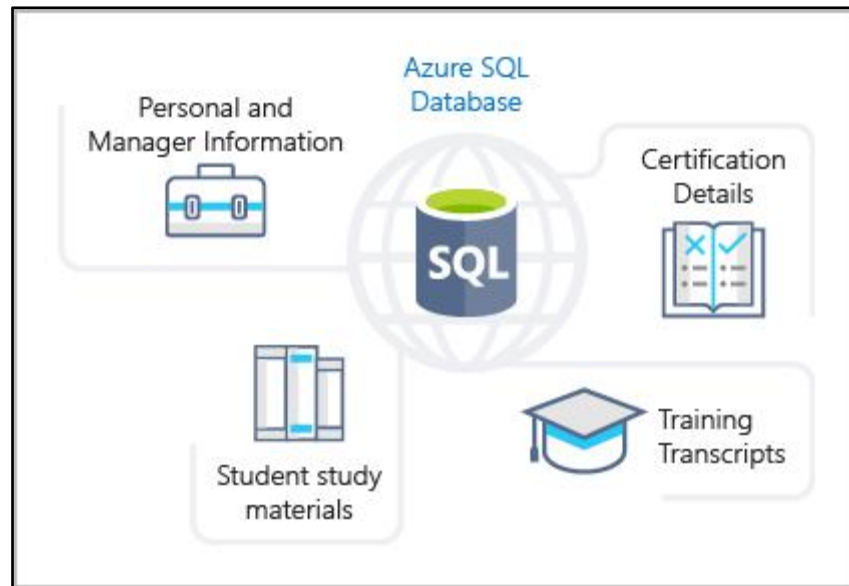 Azure SQL
Database
Personal and
Manager Information
Certification
Details
SQL
Student study
materials
Training
Transcripts